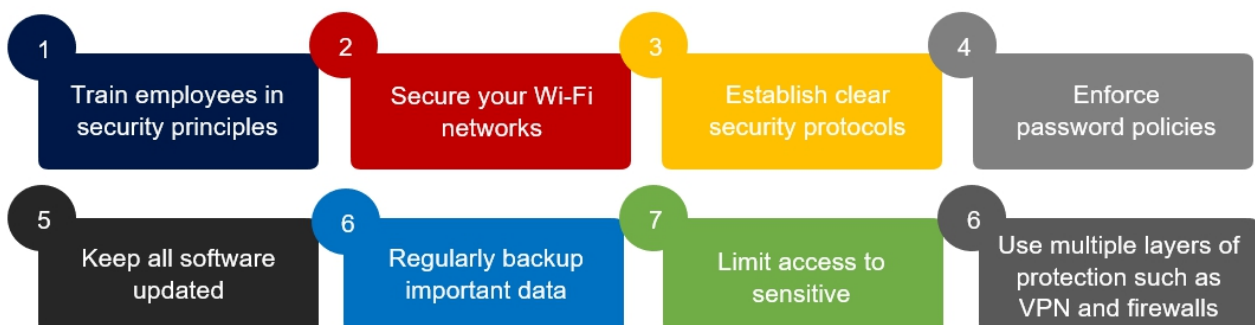 1
Train employees in
security principles
2
Secure your Wi-Fi
networks
3
Establish clear
security protocols
4
Enforce
password policies
5
Keep all software
updated
6
Regularly backup
important data
7
Limit access to
sensitive
6
Use multiple layers of
protection such as
VPN and firewalls